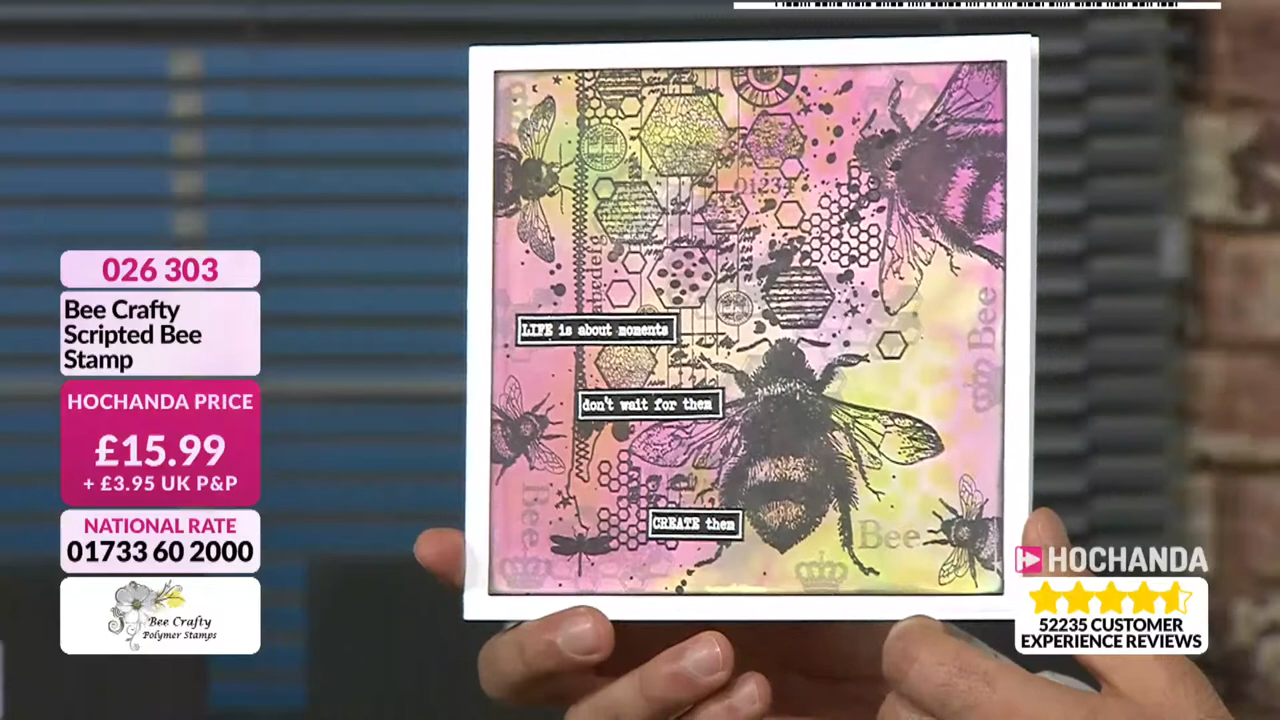 026 303
Bee Crafty
Scripted Bee
Stamp
HOCHANDA PRICE
£15.99
+ £3.95 UK P&P
NATIONAL RATE
01733 60 2000
Bee Crafty
Polymer Stamps
01234
LIFE is about moments
don't wait for them
CREATE them
Bee
Bee
Bee
HOCHANDA
52235 CUSTOMER
EXPERIENCE REVIEWS